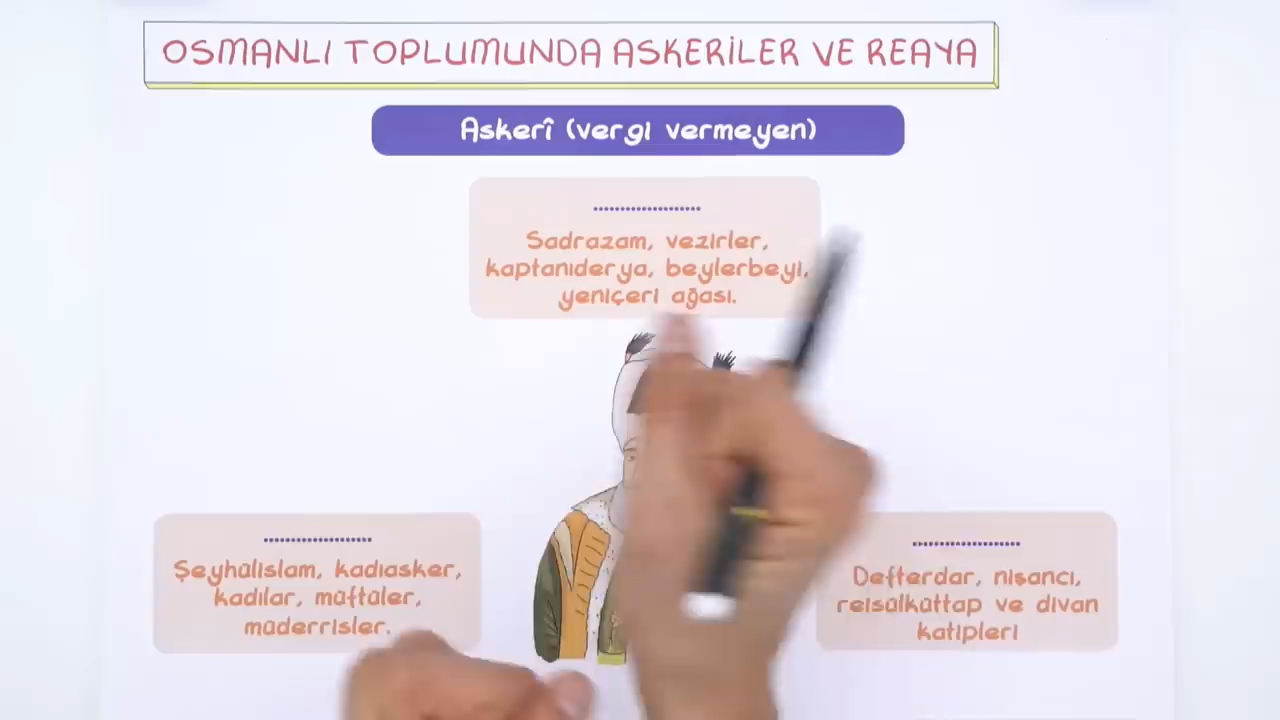 OSMANLI TOPLUMUNDA ASKERİLER VE REAYA
Askerî (vergi vermeyen)
....................
Sadrazam, vezirler,
kaptanıderya, beylerbeyi,
yeniçeri ağası.
....................
Şeyhülislam, kadıasker,
kadılar, müftüler,
müderrisler.
....................
Defterdar, nişancı,
reisülküttap ve divan
katipleri